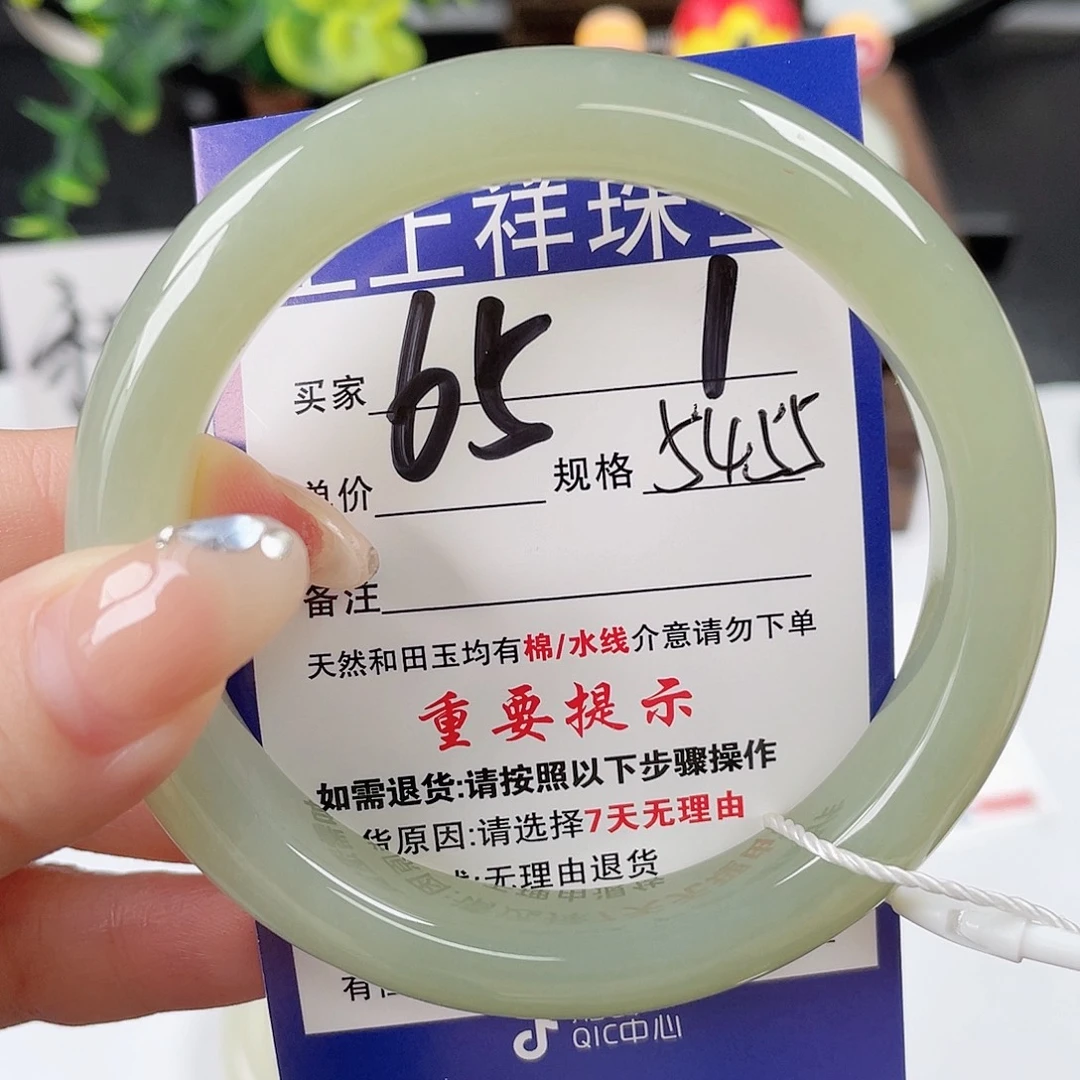 上祥珠
买家 65 1
单价 规格 5455
备注
天然和田玉均有棉/水线介意请勿下单
重要提示
如需退货:请按照以下步骤操作
货原因:请选择7天无理由
:无理由退货
有
QIC中心